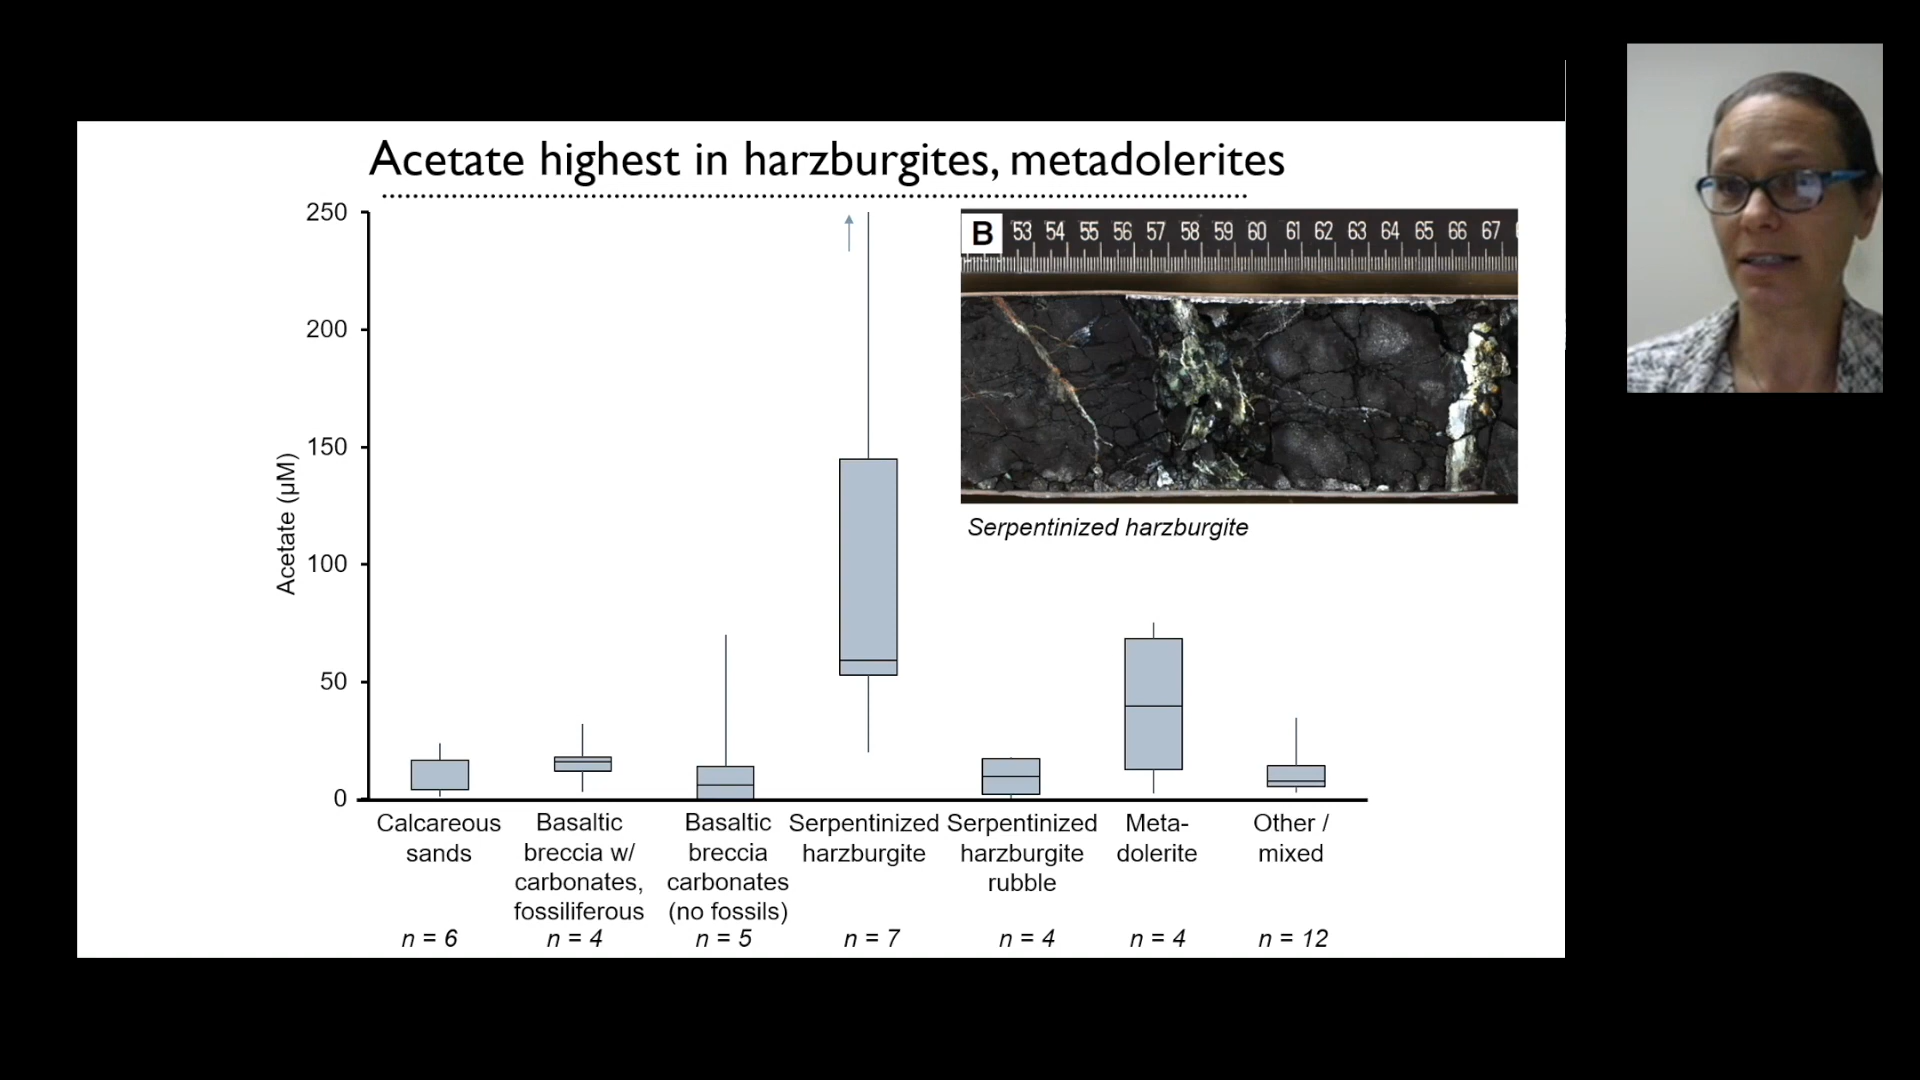 Acetate highest in harzburgites, metadolerites
250
200
150
100
50
0
Acetate (µM)
B 53 54 55 56 57 58 59 60 61 62 63 64 65 66 67
Serpentinized harzburgite
Calcareous
sands
n = 6
Basaltic
breccia w/
carbonates,
fossiliferous
n = 4
Basaltic
breccia
carbonates
(no fossils)
n = 5
Serpentinized
harzburgite
n = 7
Serpentinized
harzburgite
rubble
n = 4
Meta-
dolerite
n = 4
Other /
mixed
n = 12